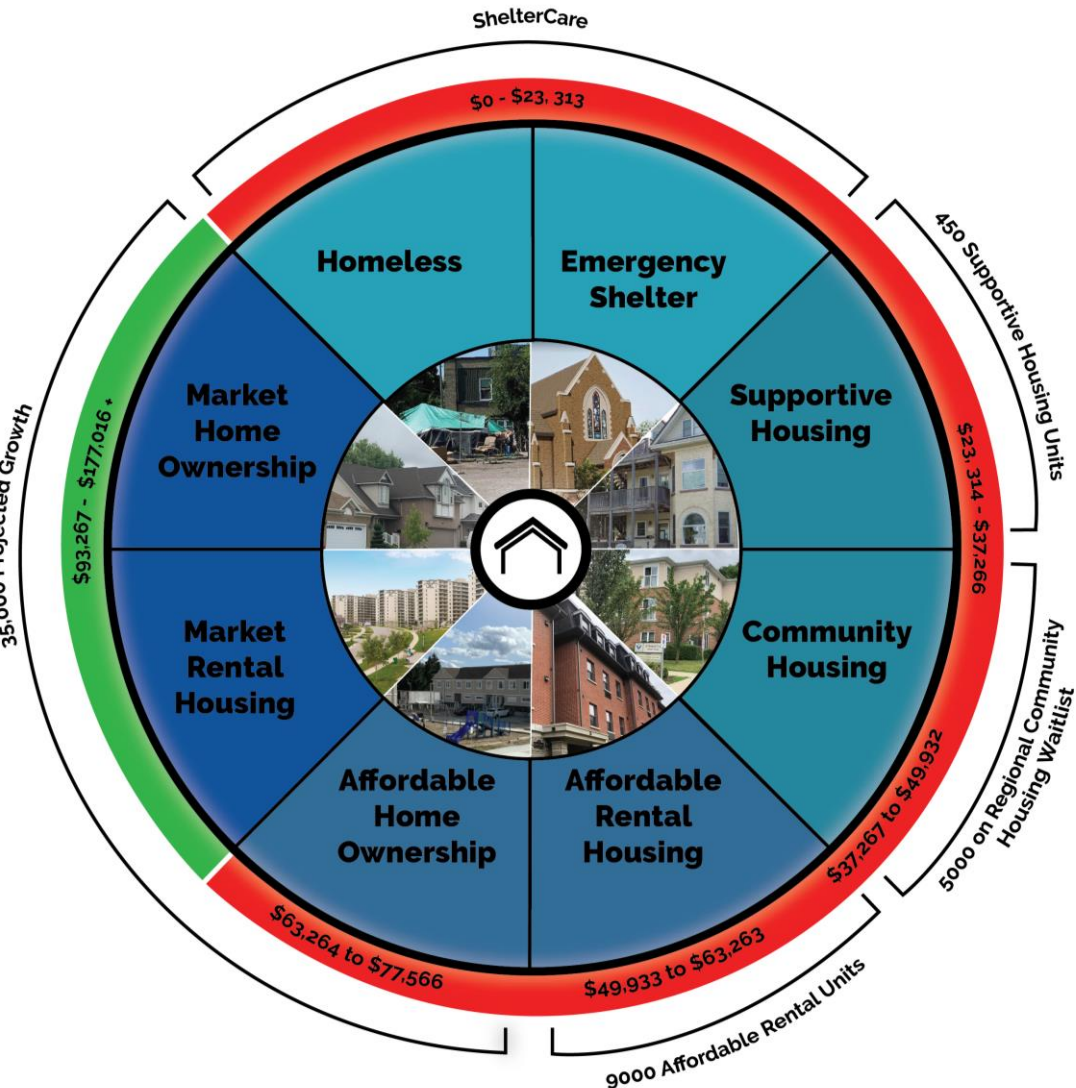 ShelterCare
$0 - $23, 313
Homeless
Emergency
Shelter
450 Supportive Housing Units
Supportive
Housing
$23, 314 - $37,266
Community
Housing
$37,267 to $49,932
5000 on Regional Community
Housing Waitlist
Affordable
Rental
Housing
$49,933 to $63,263
9000 Affordable Rental Units
Affordable
Home
Ownership
$63,264 to $77,566
Market
Rental
Housing
Market
Home
Ownership
$93,267 - $177,016 +
35,000 Projected Growth